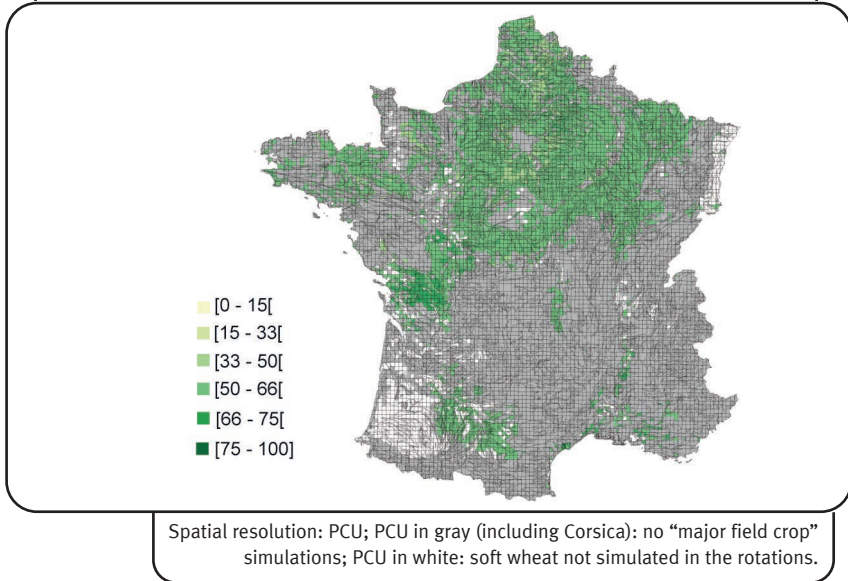 [0 - 15[
[15 - 33[
[33 - 50[
[50 - 66[
[66 - 75[
[75 - 100]
Spatial resolution: PCU; PCU in gray (including Corsica): no “major field crop”
simulations; PCU in white: soft wheat not simulated in the rotations.